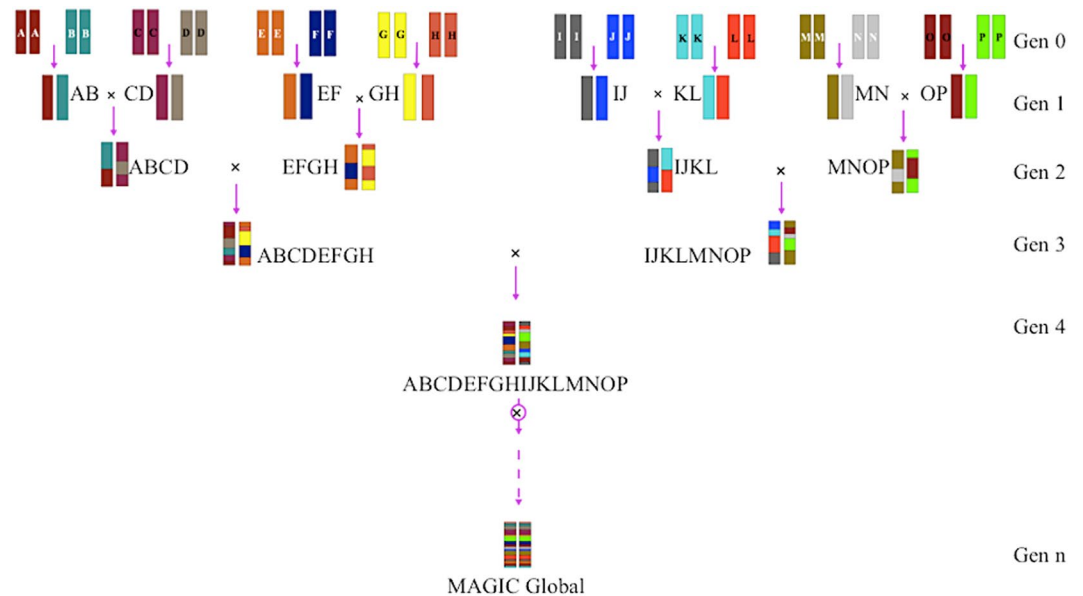 A A B B C C D D E E F F G G H H I I J J K K L L M M N N O O P P Gen 0
AB × CD EF × GH IJ × KL MN × OP Gen 1
ABCD × EFGH IJKL × MNOP Gen 2
ABCDEFGH × IJKLMNOP Gen 3
Gen 4
ABCDEFGHIJKLMNOP
×
Gen n
MAGIC Global